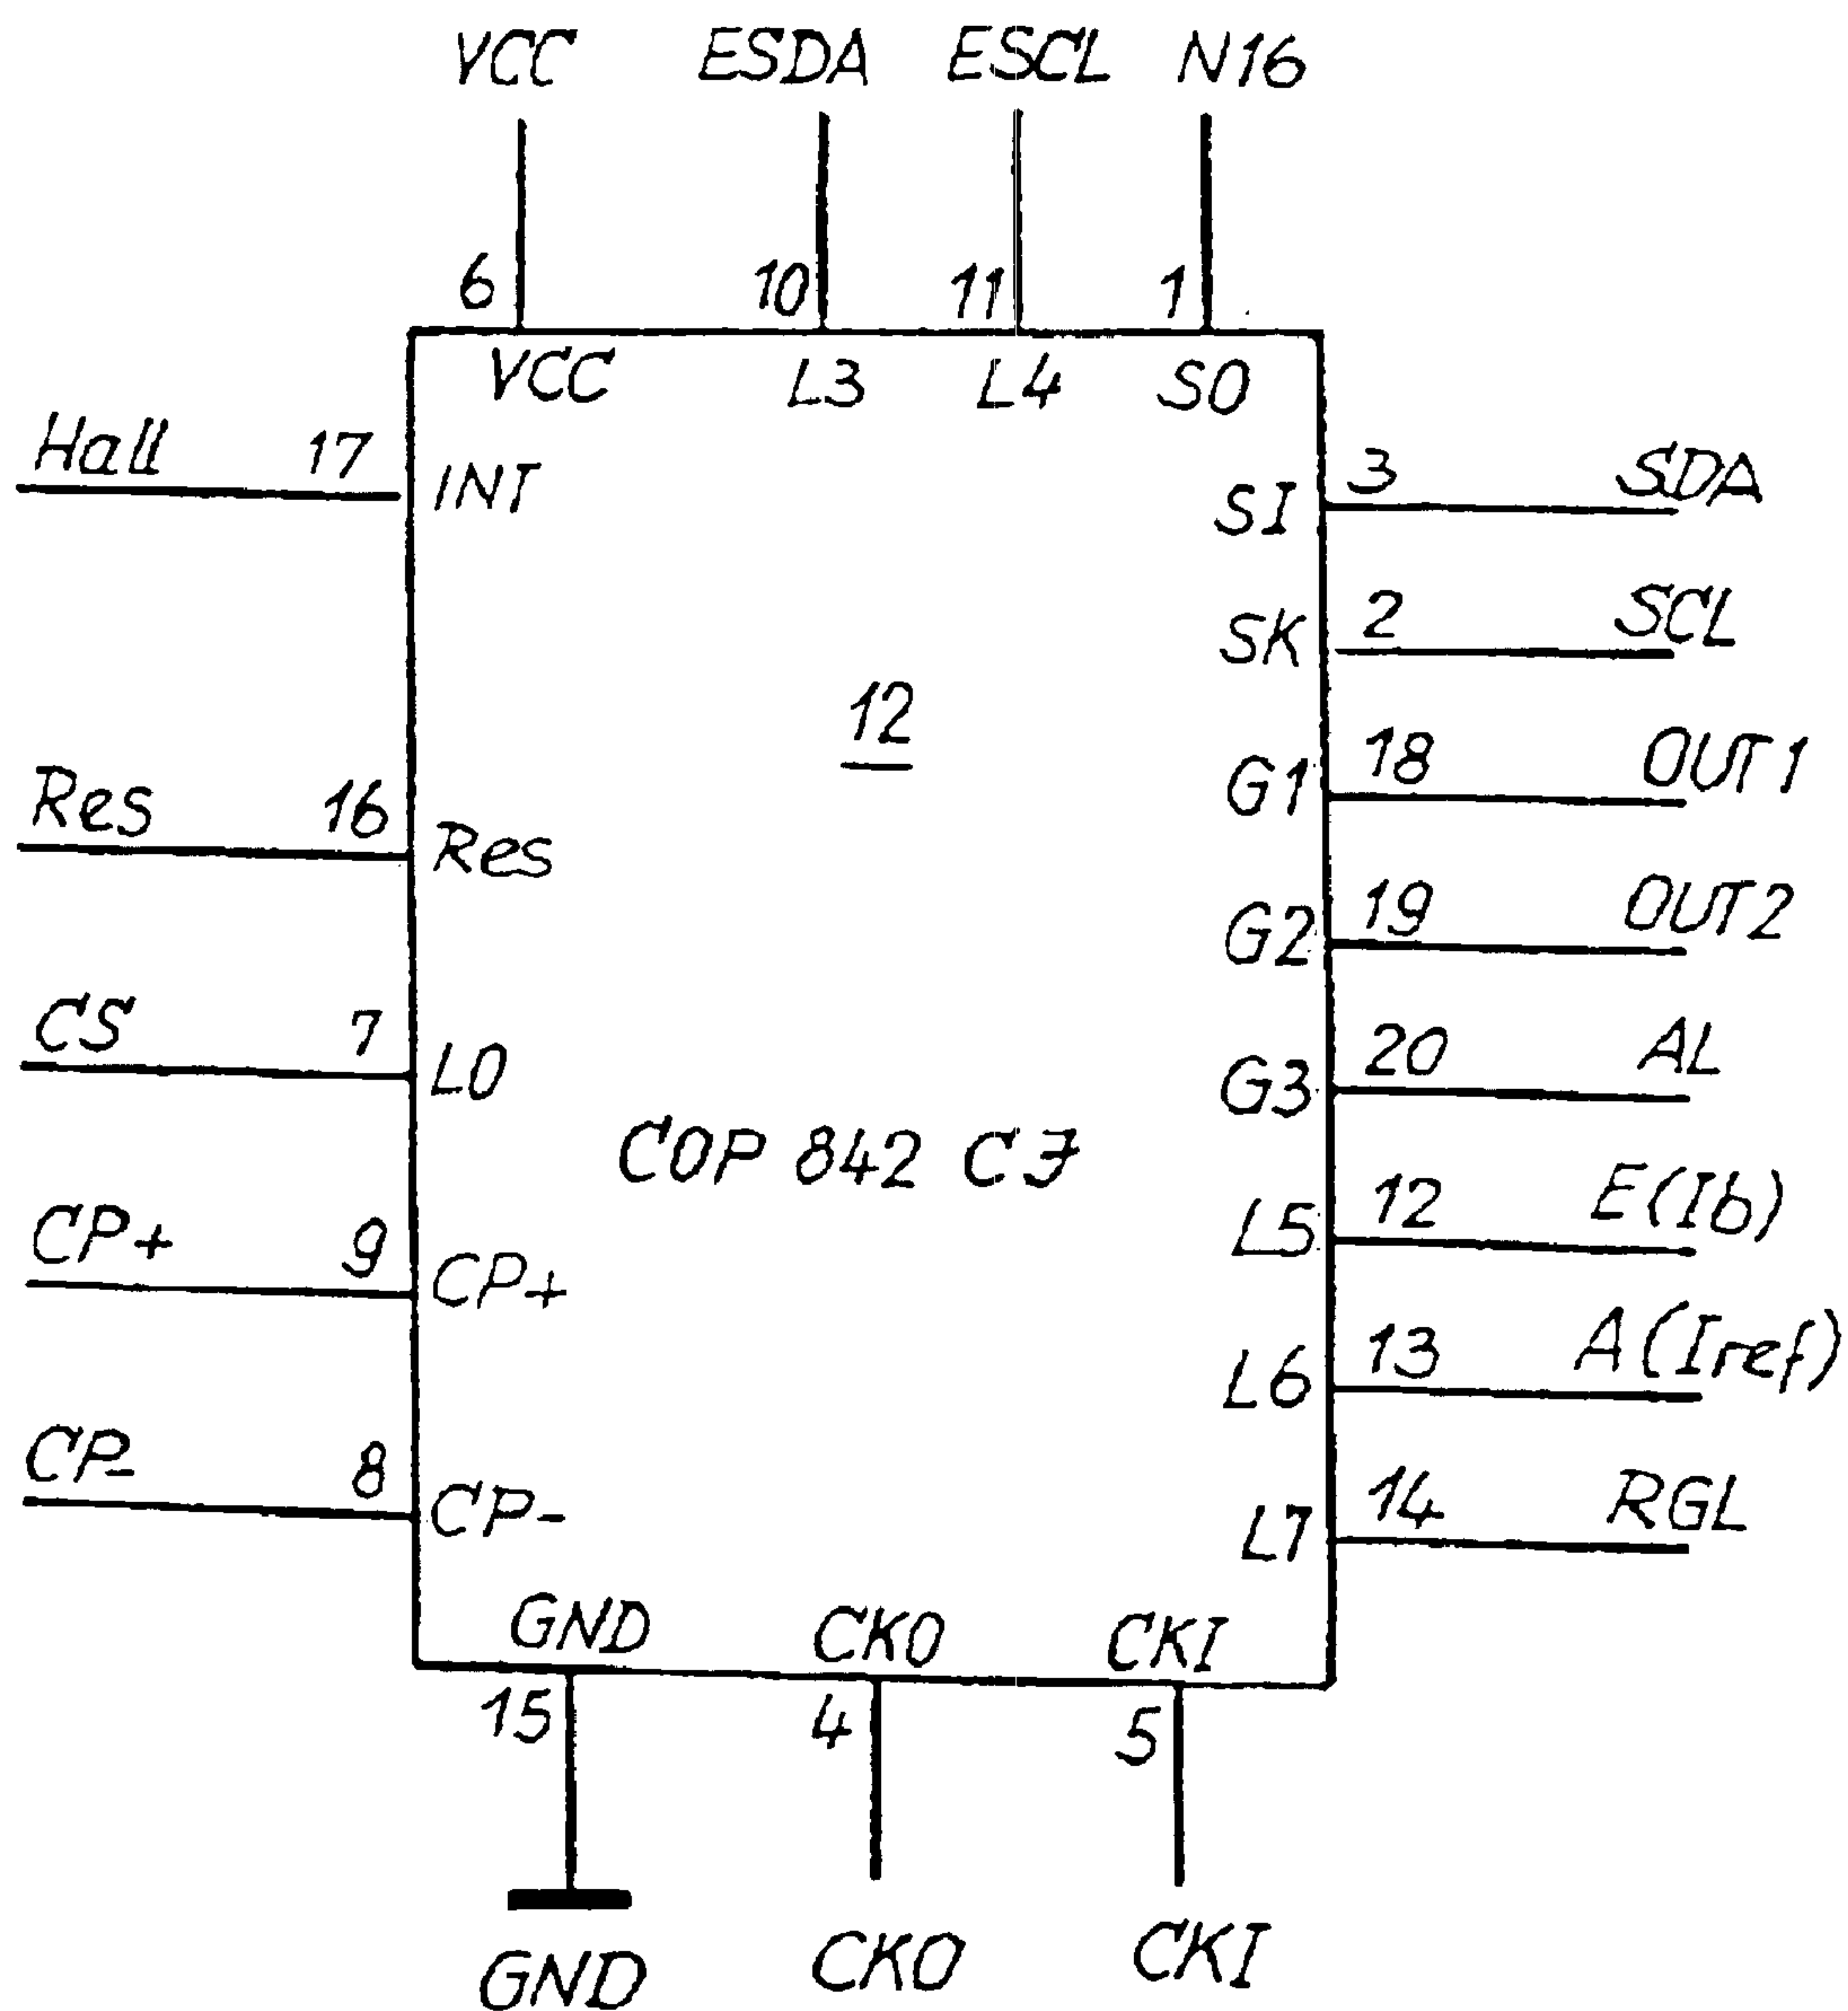 VCC ESDA ESCL N16
6 10 11 1
VCC L3 L4 SO
Hall 17 INT
SI 3 SDA
SK 2 SCL
12
G1 18 OUT1
Res 16 Res
G2 19 OUT2
CS 7 L0
G3 20 AL
COP 842 CJ
L5 12 E(Ib)
CP+ 9 CP+
L6 13 A(Iref)
CP- 8 CP-
L7 14 RGL
GND CKO CKI
15 4 5
GND CKO CKI